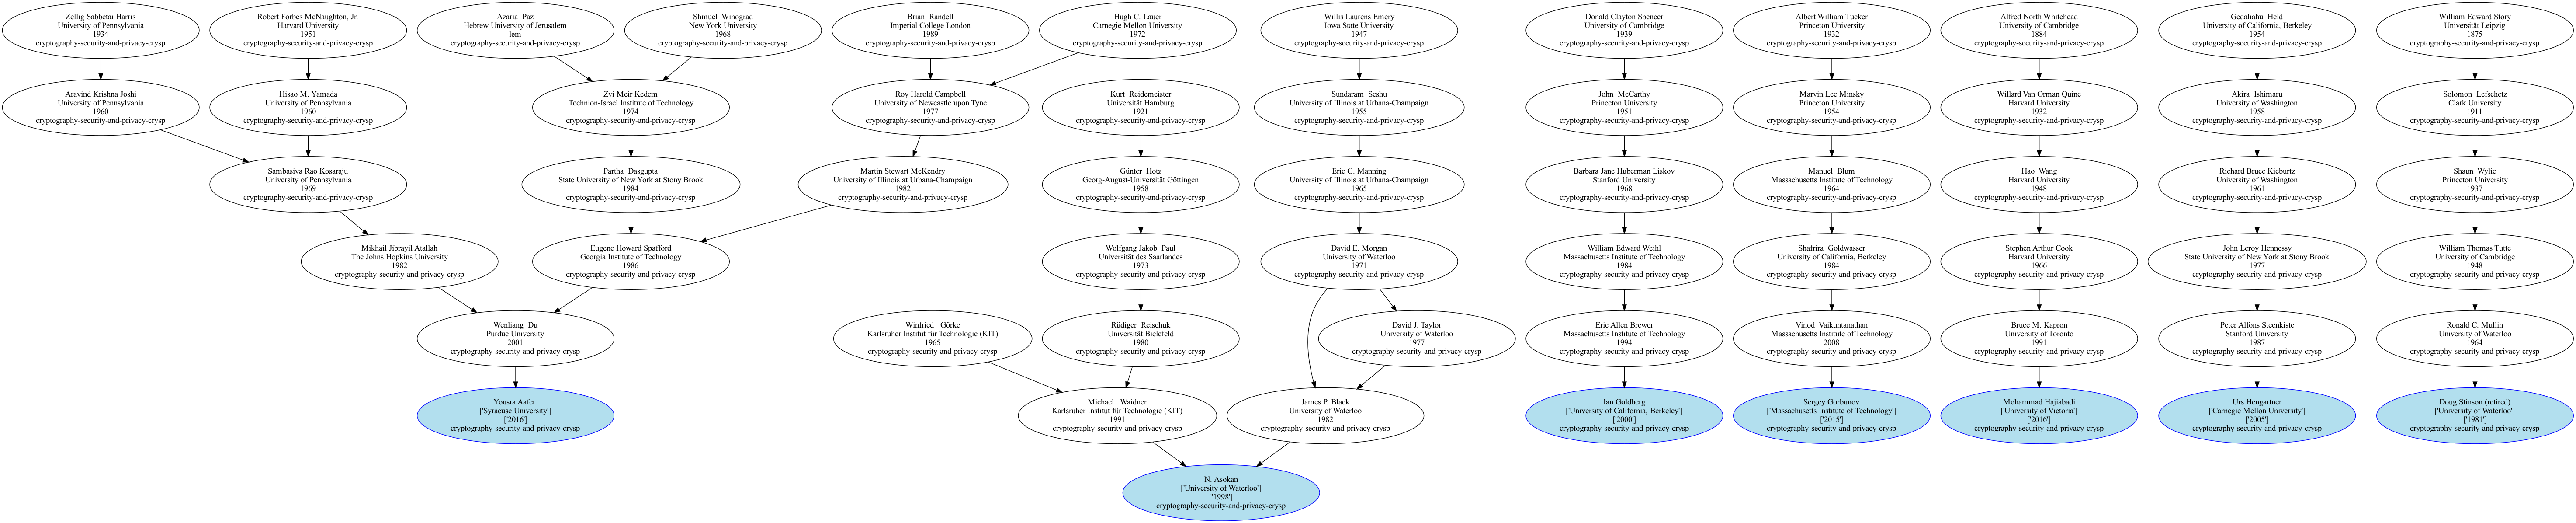 Zellig Sabbetai Harris
University of Pennsylvania
1934
cryptography-security-and-privacy-crysp
Robert Forbes McNaughton, Jr.
Harvard University
1951
cryptography-security-and-privacy-crysp
Azaria  Paz
Hebrew University of Jerusalem
lem
cryptography-security-and-privacy-crysp
Shmuel  Winograd
New York University
1968
cryptography-security-and-privacy-crysp
Brian  Randell
Imperial College London
1989
cryptography-security-and-privacy-crysp
Hugh C. Lauer
Carnegie Mellon University
1972
cryptography-security-and-privacy-crysp
Willis Laurens Emery
Iowa State University
1947
cryptography-security-and-privacy-crysp
Donald Clayton Spencer
University of Cambridge
1939
cryptography-security-and-privacy-crysp
Albert William Tucker
Princeton University
1932
cryptography-security-and-privacy-crysp
Alfred North Whitehead
University of Cambridge
1884
cryptography-security-and-privacy-crysp
Gedaliahu  Held
University of California, Berkeley
1954
cryptography-security-and-privacy-crysp
William Edward Story
Universität Leipzig
1875
cryptography-security-and-privacy-crysp
Aravind Krishna Joshi
University of Pennsylvania
1960
cryptography-security-and-privacy-crysp
Hisao M. Yamada
University of Pennsylvania
1960
cryptography-security-and-privacy-crysp
Zvi Meir Kedem
Technion-Israel Institute of Technology
1974
cryptography-security-and-privacy-crysp
Roy Harold Campbell
University of Newcastle upon Tyne
1977
cryptography-security-and-privacy-crysp
Kurt  Reidemeister
Universität Hamburg
1921
cryptography-security-and-privacy-crysp
Sundaram  Seshu
University of Illinois at Urbana-Champaign
1955
cryptography-security-and-privacy-crysp
John  McCarthy
Princeton University
1951
cryptography-security-and-privacy-crysp
Marvin Lee Minsky
Princeton University
1954
cryptography-security-and-privacy-crysp
Willard Van Orman Quine
Harvard University
1932
cryptography-security-and-privacy-crysp
Akira  Ishimaru
University of Washington
1958
cryptography-security-and-privacy-crysp
Solomon  Lefschetz
Clark University
1911
cryptography-security-and-privacy-crysp
Sambasiva Rao Kosaraju
University of Pennsylvania
1969
cryptography-security-and-privacy-crysp
Partha  Dasgupta
State University of New York at Stony Brook
1984
cryptography-security-and-privacy-crysp
Martin Stewart McKendry
University of Illinois at Urbana-Champaign
1982
cryptography-security-and-privacy-crysp
Günter  Hotz
Georg-August-Universität Göttingen
1958
cryptography-security-and-privacy-crysp
Eric G. Manning
University of Illinois at Urbana-Champaign
1965
cryptography-security-and-privacy-crysp
Barbara Jane Huberman Liskov
Stanford University
1968
cryptography-security-and-privacy-crysp
Manuel  Blum
Massachusetts Institute of Technology
1964
cryptography-security-and-privacy-crysp
Hao  Wang
Harvard University
1948
cryptography-security-and-privacy-crysp
Richard Bruce Kieburtz
University of Washington
1961
cryptography-security-and-privacy-crysp
Shaun  Wylie
Princeton University
1937
cryptography-security-and-privacy-crysp
Mikhail Jibrayil Atallah
The Johns Hopkins University
1982
cryptography-security-and-privacy-crysp
Eugene Howard Spafford
Georgia Institute of Technology
1986
cryptography-security-and-privacy-crysp
Wolfgang Jakob  Paul
Universität des Saarlandes
1973
cryptography-security-and-privacy-crysp
David E. Morgan
University of Waterloo
1971
cryptography-security-and-privacy-crysp
William Edward Weihl
Massachusetts Institute of Technology
1984
cryptography-security-and-privacy-crysp
Shafrira  Goldwasser
University of California, Berkeley
1984
cryptography-security-and-privacy-crysp
Stephen Arthur Cook
Harvard University
1966
cryptography-security-and-privacy-crysp
John Leroy Hennessy
State University of New York at Stony Brook
1977
cryptography-security-and-privacy-crysp
William Thomas Tutte
University of Cambridge
1948
cryptography-security-and-privacy-crysp
Wenliang  Du
Purdue University
2001
cryptography-security-and-privacy-crysp
Winfried   Görke
Karlsruher Institut für Technologie (KIT)
1965
cryptography-security-and-privacy-crysp
Rüdiger  Reischuk
Universität Bielefeld
1980
cryptography-security-and-privacy-crysp
David J. Taylor
University of Waterloo
1977
cryptography-security-and-privacy-crysp
Eric Allen Brewer
Massachusetts Institute of Technology
1994
cryptography-security-and-privacy-crysp
Vinod  Vaikuntanathan
Massachusetts Institute of Technology
2008
cryptography-security-and-privacy-crysp
Bruce M. Kapron
University of Toronto
1991
cryptography-security-and-privacy-crysp
Peter Alfons Steenkiste
Stanford University
1987
cryptography-security-and-privacy-crysp
Ronald C. Mullin
University of Waterloo
1964
cryptography-security-and-privacy-crysp
Yousra Aafer
['Syracuse University']
['2016']
cryptography-security-and-privacy-crysp
Michael   Waidner
Karlsruher Institut für Technologie (KIT)
1991
cryptography-security-and-privacy-crysp
James P. Black
University of Waterloo
1982
cryptography-security-and-privacy-crysp
Ian Goldberg
['University of California, Berkeley']
['2000']
cryptography-security-and-privacy-crysp
Sergey Gorbunov
['Massachusetts Institute of Technology']
['2015']
cryptography-security-and-privacy-crysp
Mohammad Hajiabadi
['University of Victoria']
['2016']
cryptography-security-and-privacy-crysp
Urs Hengartner
['Carnegie Mellon University']
['2005']
cryptography-security-and-privacy-crysp
Doug Stinson (retired)
['University of Waterloo']
['1981']
cryptography-security-and-privacy-crysp
N. Asokan
['University of Waterloo']
['1998']
cryptography-security-and-privacy-crysp